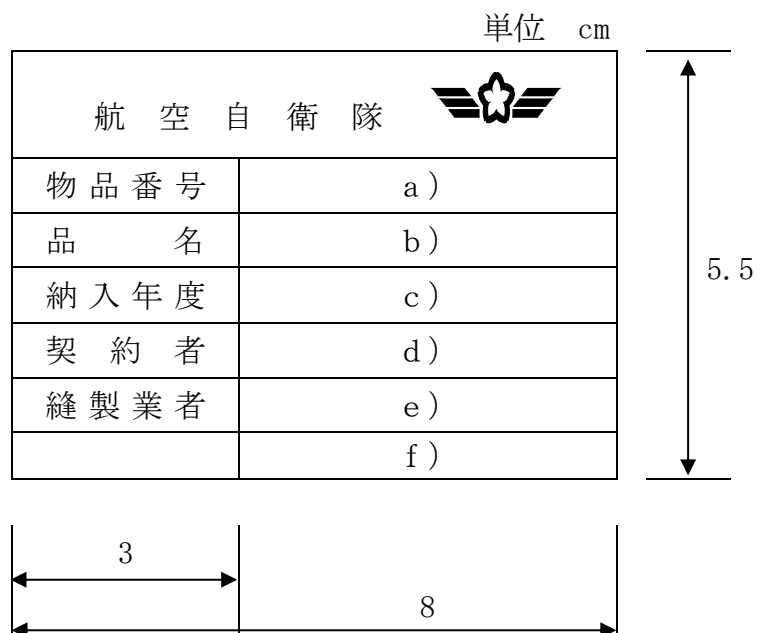 単位 cm
航空自衛隊
物品番号 a)
品名 b)
5.5
納入年度 c)
契約者 d)
縫製業者 e)
f)
3
8